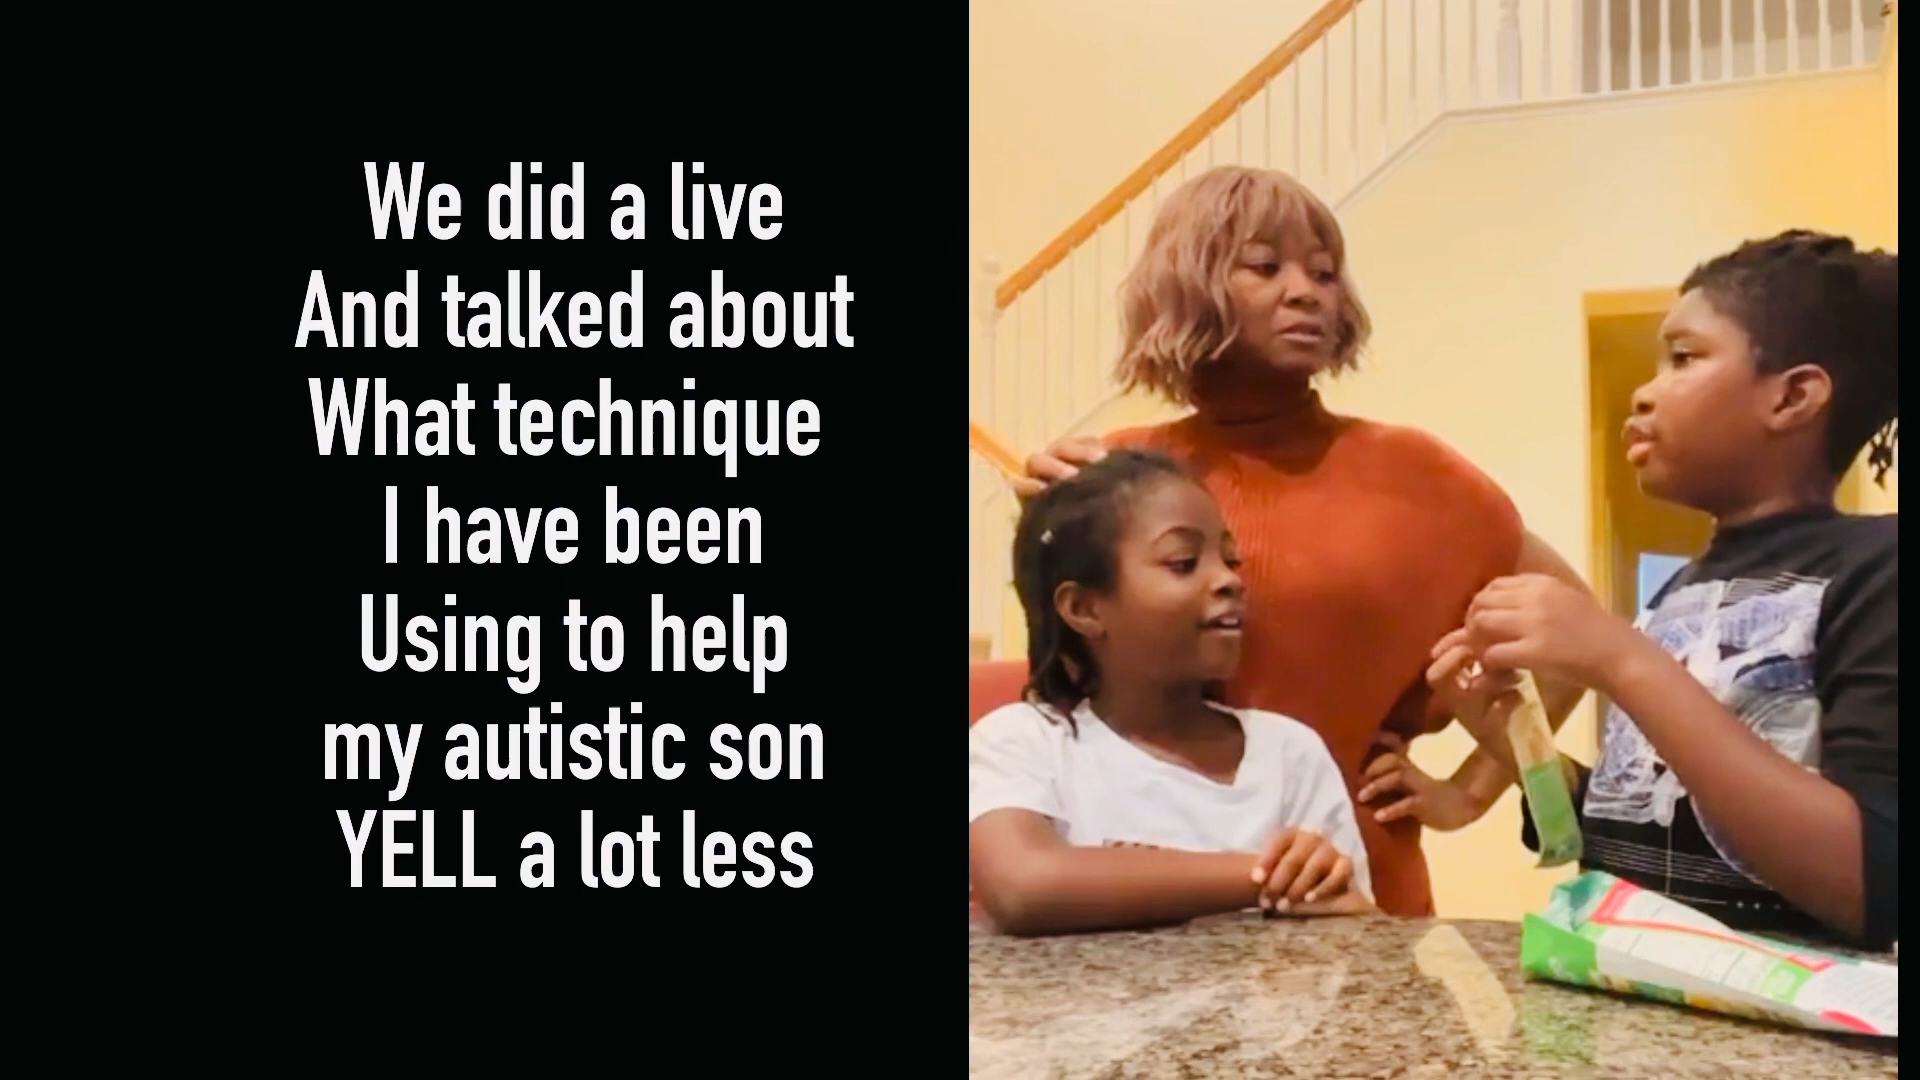 We did a live
And talked about
What technique
I have been
Using to help
my autistic son
YELL a lot less